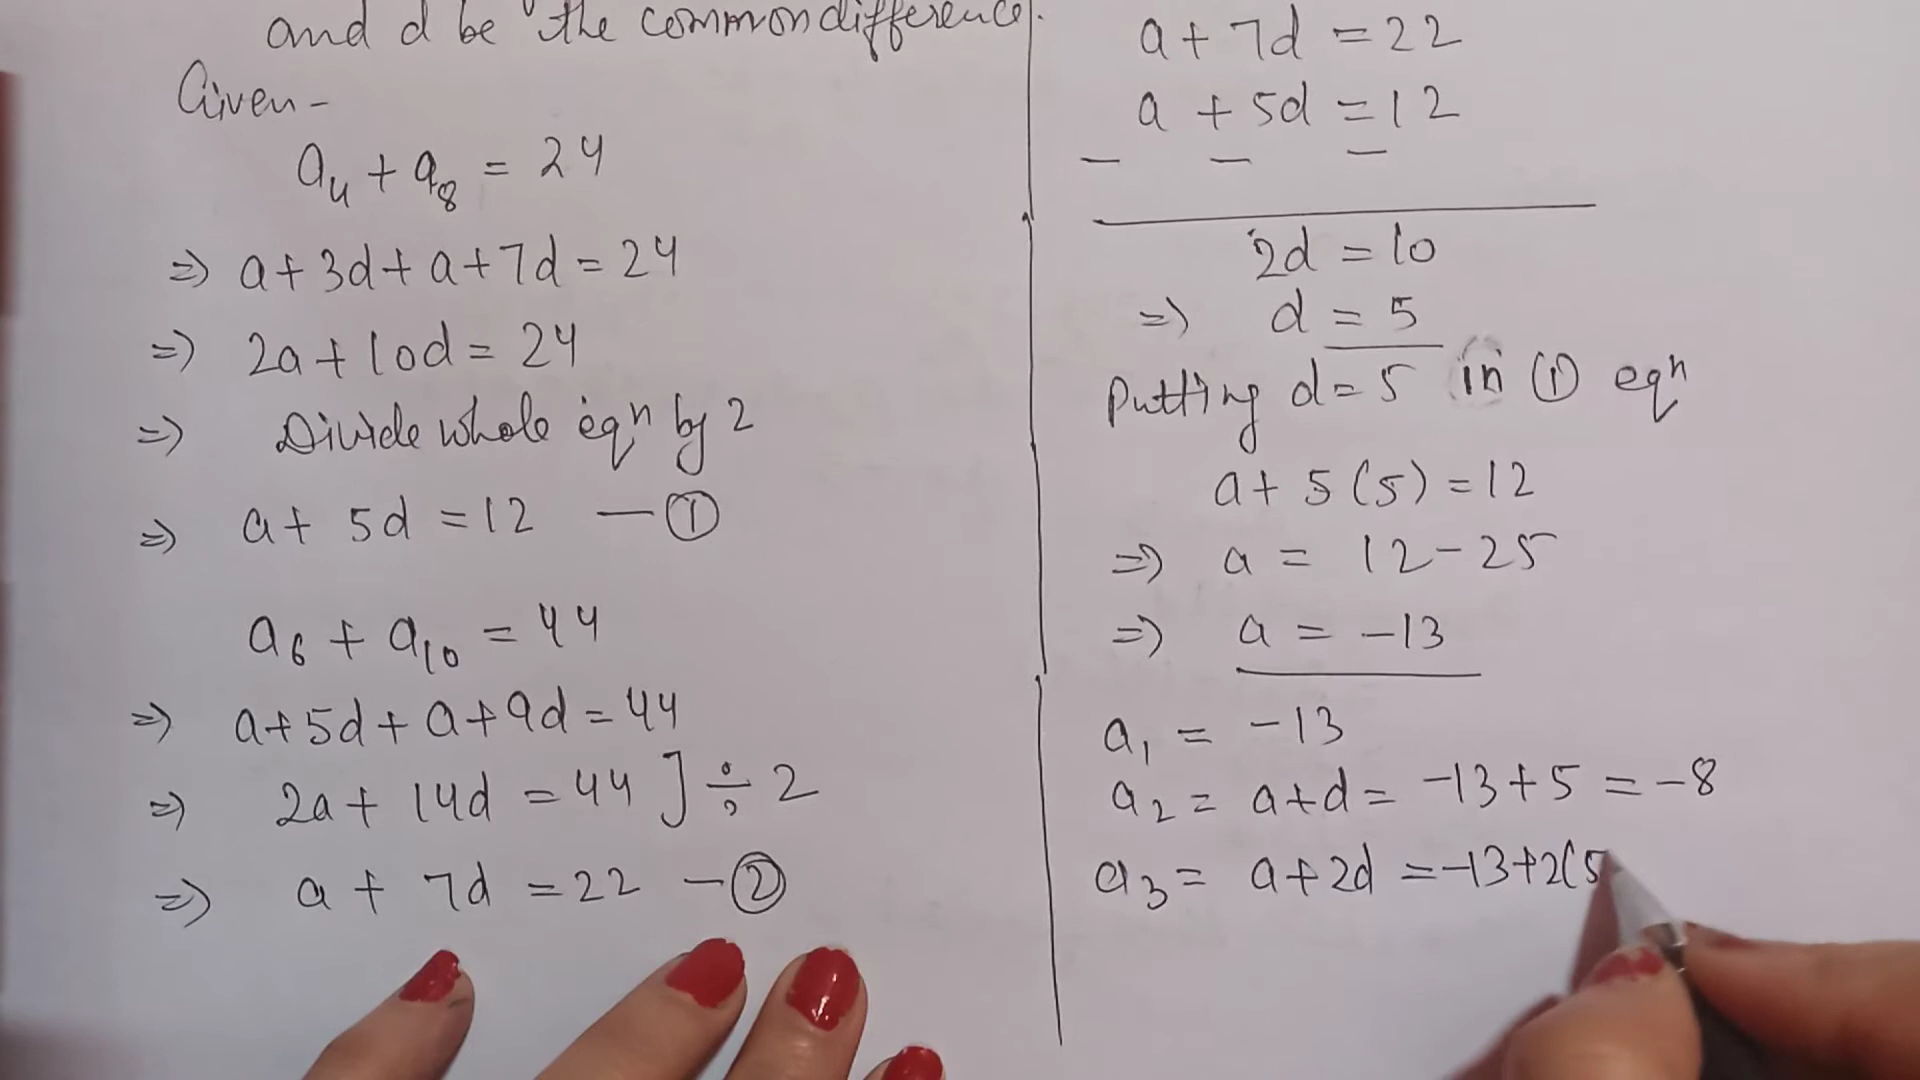 and d be the common difference.
Given -
a₄ + a₈ = 24
⇒ a + 3d + a + 7d = 24
⇒ 2a + 10d = 24
⇒ Divide whole eqⁿ by 2
⇒ a + 5d = 12 — ①
a₆ + a₁₀ = 44
⇒ a + 5d + a + 9d = 44
⇒ 2a + 14d = 44 ] ÷ 2
⇒ a + 7d = 22 — ②
a + 7d = 22
a + 5d = 12
— — —
2d = 10
⇒ d = 5
Putting d = 5 in ① eqⁿ
a + 5 (5) = 12
⇒ a = 12 - 25
⇒ a = -13
a₁ = -13
a₂ = a + d = -13 + 5 = -8
a₃ = a + 2d = -13 + 2(5